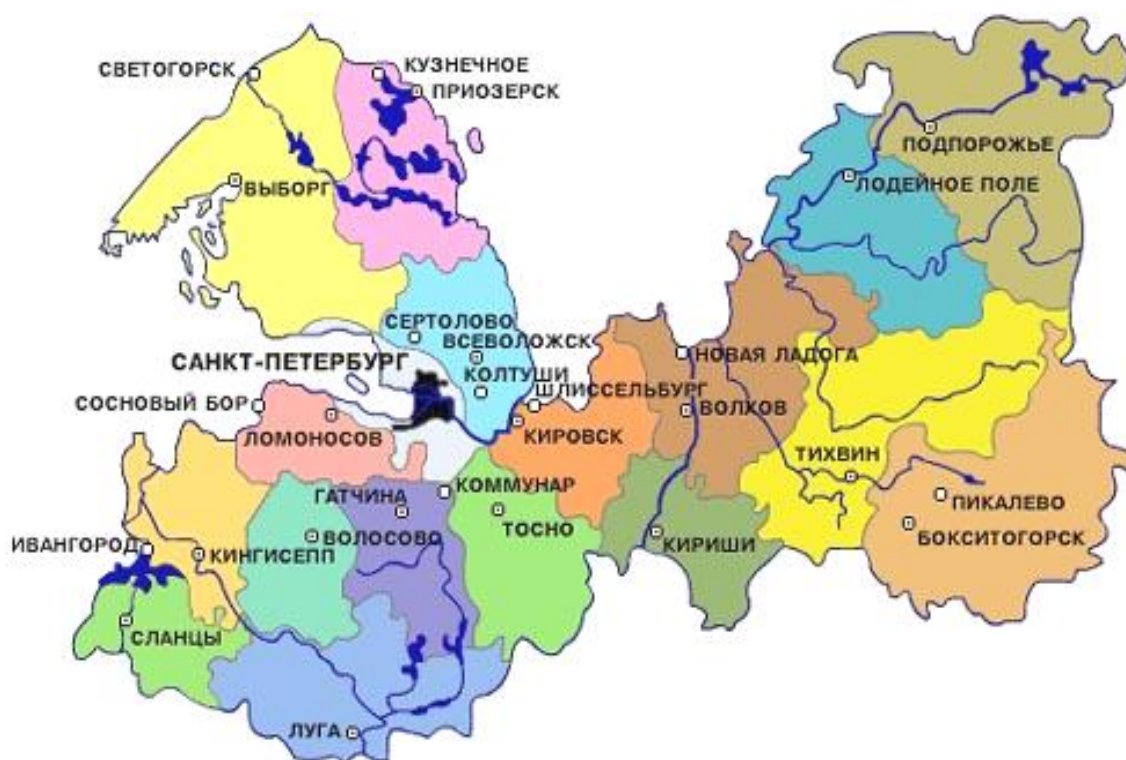 СВЕТОГОРСК
КУЗНЕЧНОЕ
ПРИОЗЕРСК
ПОДПОРОЖЬЕ
ВЫБОРГ
ЛОДЕЙНОЕ ПОЛЕ
СЕРТОЛОВО
ВСЕВОЛОЖСК
САНКТ-ПЕТЕРБУРГ
КОЛТУШИ
НОВАЯ ЛАДОГА
ШЛИССЕЛЬБУРГ
СОСНОВЫЙ БОР
ВОЛХОВ
ЛОМОНОСОВ
КИРОВСК
ТИХВИН
КОММУНАР
ГАТЧИНА
ПИКАЛЕВО
ТОСНО
ИВАНГОРОД
КИНГИСЕПП
ВОЛОСОВО
КИРИШИ
БОКСИТОГОРСК
СЛАНЦЫ
ЛУГА